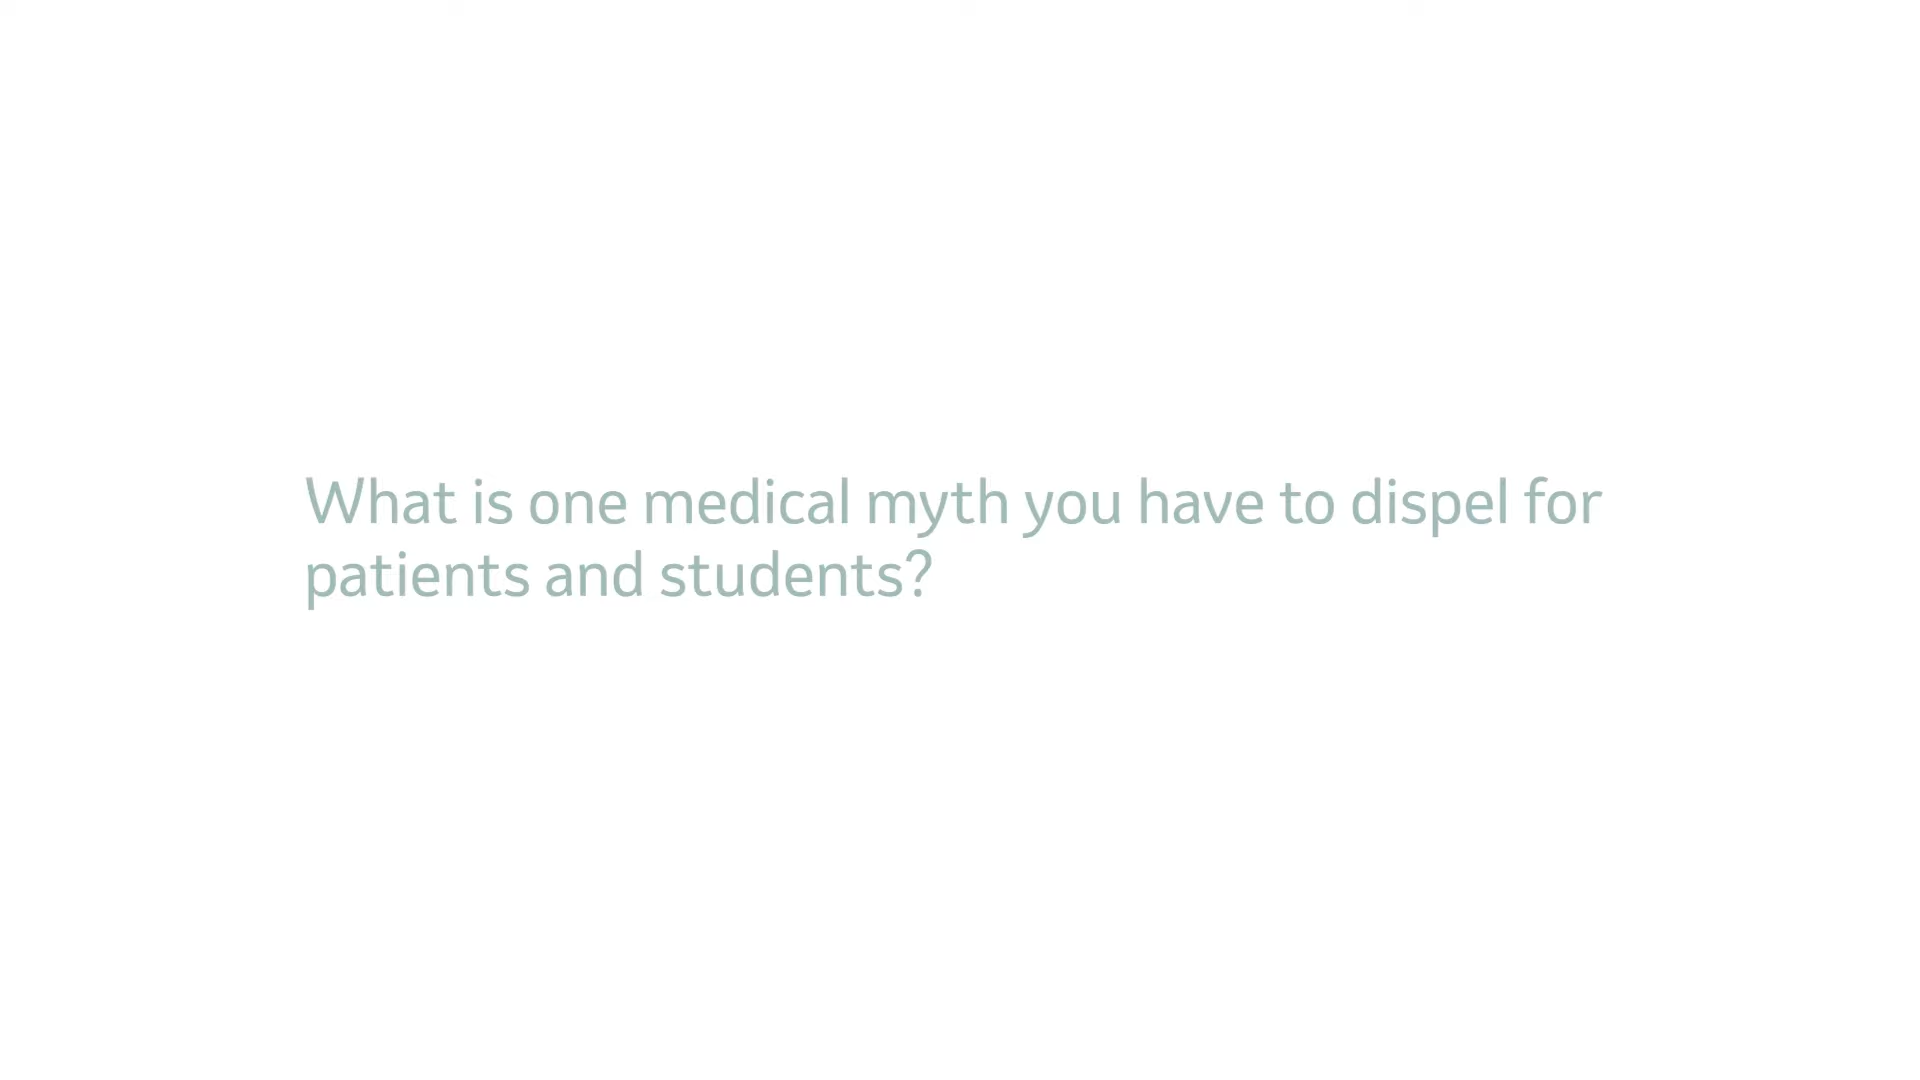 What is one medical myth you have to dispel for
patients and students?